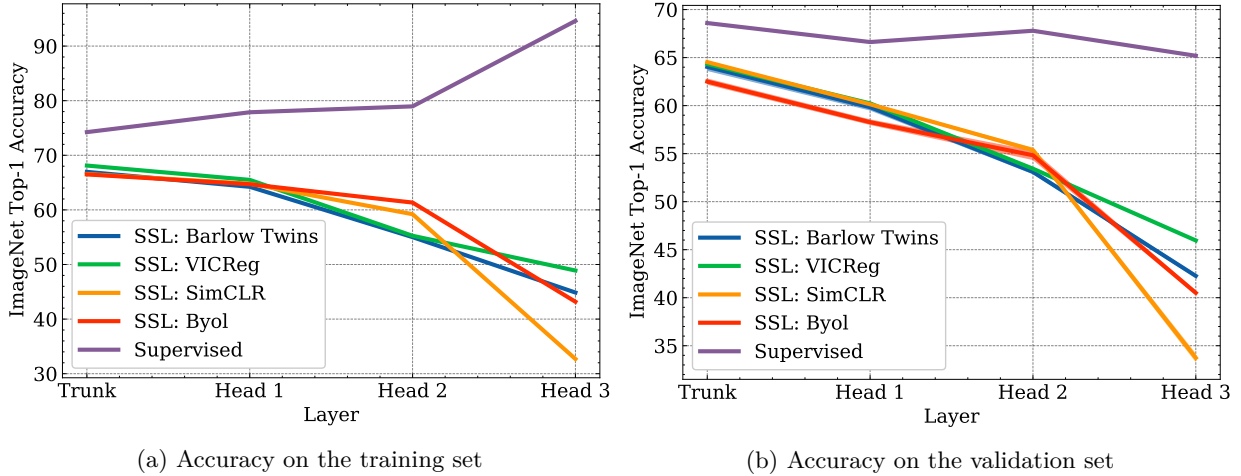 ImageNet Top-1 Accuracy
90
80
70
60
50
40
30
SSL: Barlow Twins
SSL: VICReg
SSL: SimCLR
SSL: Byol
Supervised
Trunk Head 1 Head 2 Head 3
Layer
(a) Accuracy on the training set
ImageNet Top-1 Accuracy
70
65
60
55
50
45
40
35
SSL: Barlow Twins
SSL: VICReg
SSL: SimCLR
SSL: Byol
Supervised
Trunk Head 1 Head 2 Head 3
Layer
(b) Accuracy on the validation set